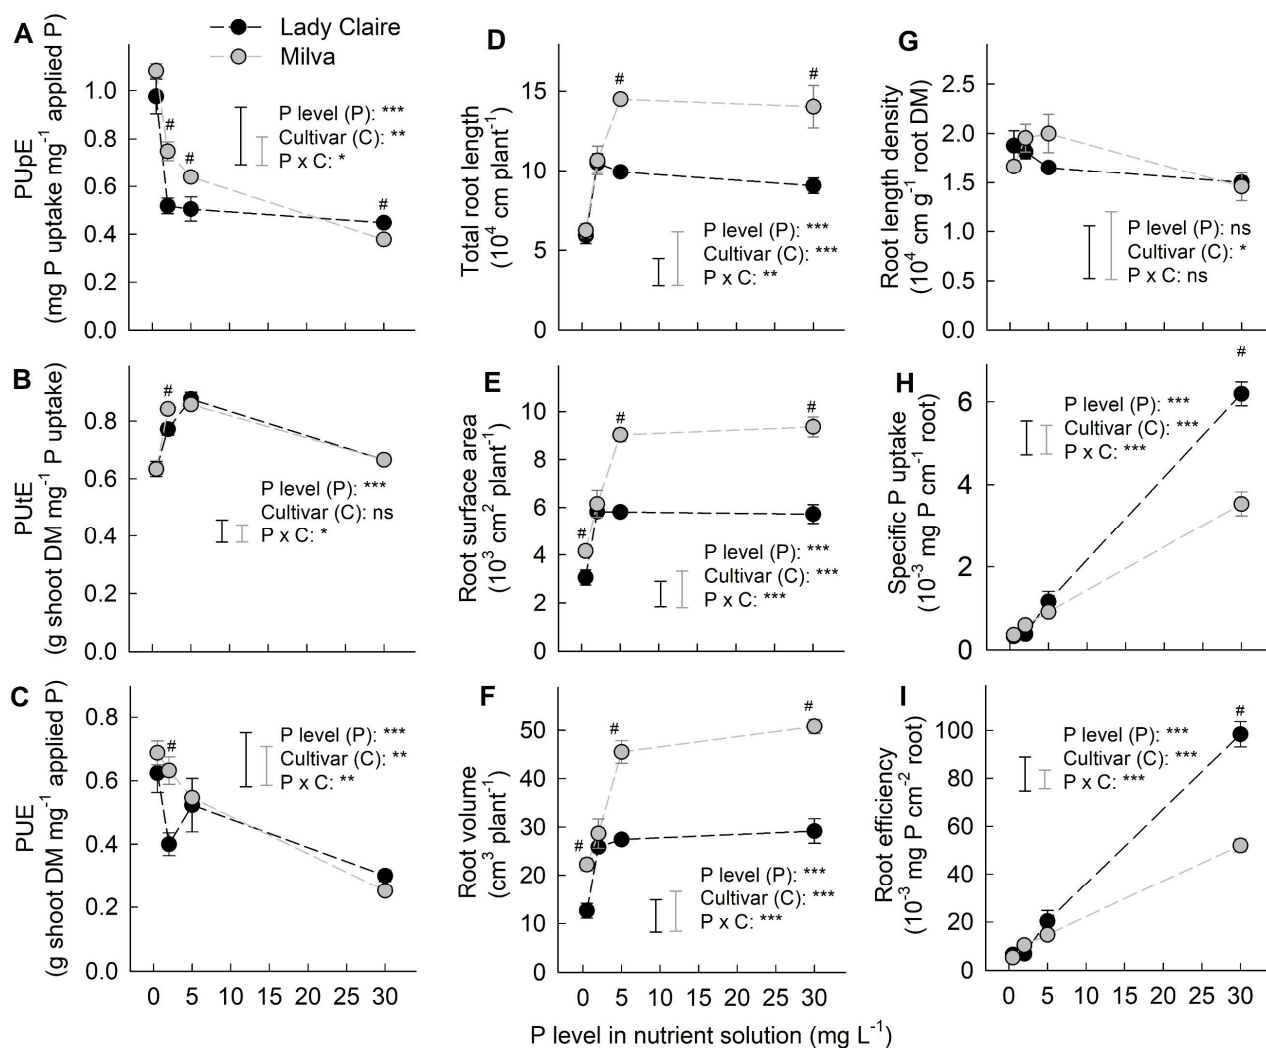 Lady Claire
Milva
A
PUpE
(mg P uptake mg⁻¹ applied P)
1.0
0.8
0.6
0.4
0.2
0.0
#
#
#
P level (P): ***
Cultivar (C): **
P x C: *
B
PUtE
(g shoot DM mg⁻¹ P uptake)
0.8
0.6
0.4
0.2
0.0
#
P level (P): ***
Cultivar (C): ns
P x C: *
C
PUE
(g shoot DM mg⁻¹ applied P)
0.8
0.6
0.4
0.2
0.0
#
P level (P): ***
Cultivar (C): **
P x C: **
0 5 10 15 20 25 30
D
Total root length
(10⁴ cm plant⁻¹)
15
10
5
0
#
#
P level (P): ***
Cultivar (C): ***
P x C: **
E
Root surface area
(10³ cm² plant⁻¹)
10
8
6
4
2
0
#
#
#
P level (P): ***
Cultivar (C): ***
P x C: ***
F
Root volume
(cm³ plant⁻¹)
50
40
30
20
10
0
#
#
#
P level (P): ***
Cultivar (C): ***
P x C: ***
0 5 10 15 20 25 30
P level in nutrient solution (mg L⁻¹)
G
Root length density
(10⁴ cm g⁻¹ root DM)
2.5
2.0
1.5
1.0
0.5
0.0
P level (P): ns
Cultivar (C): *
P x C: ns
H
Specific P uptake
(10⁻³ mg P cm⁻¹ root)
6
4
2
0
#
P level (P): ***
Cultivar (C): ***
P x C: ***
I
Root efficiency
(10⁻³ mg P cm⁻² root)
100
80
60
40
20
0
#
P level (P): ***
Cultivar (C): ***
P x C: ***
0 5 10 15 20 25 30